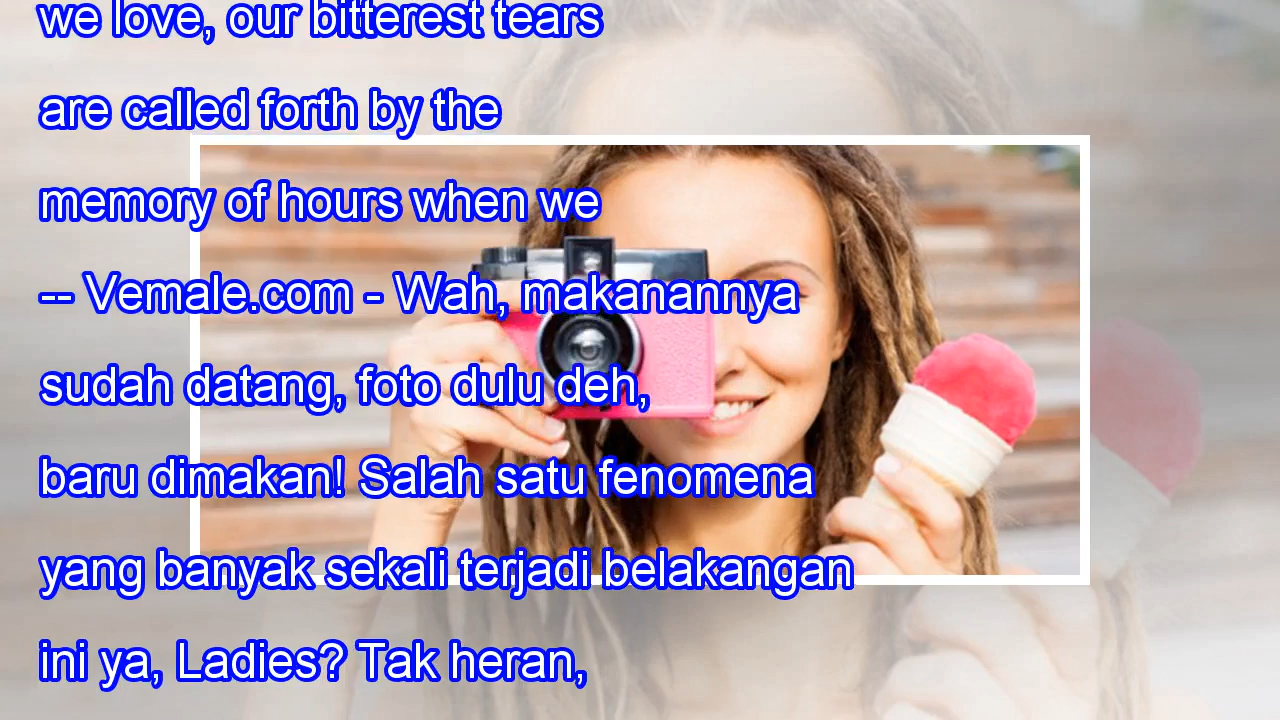 we love, our bitterest tears
are called forth by the
memory of hours when we
-- Vemale.com - Wah, makanannya
sudah datang, foto dulu deh,
baru dimakan! Salah satu fenomena
yang banyak sekali terjadi belakangan
ini ya, Ladies? Tak heran,